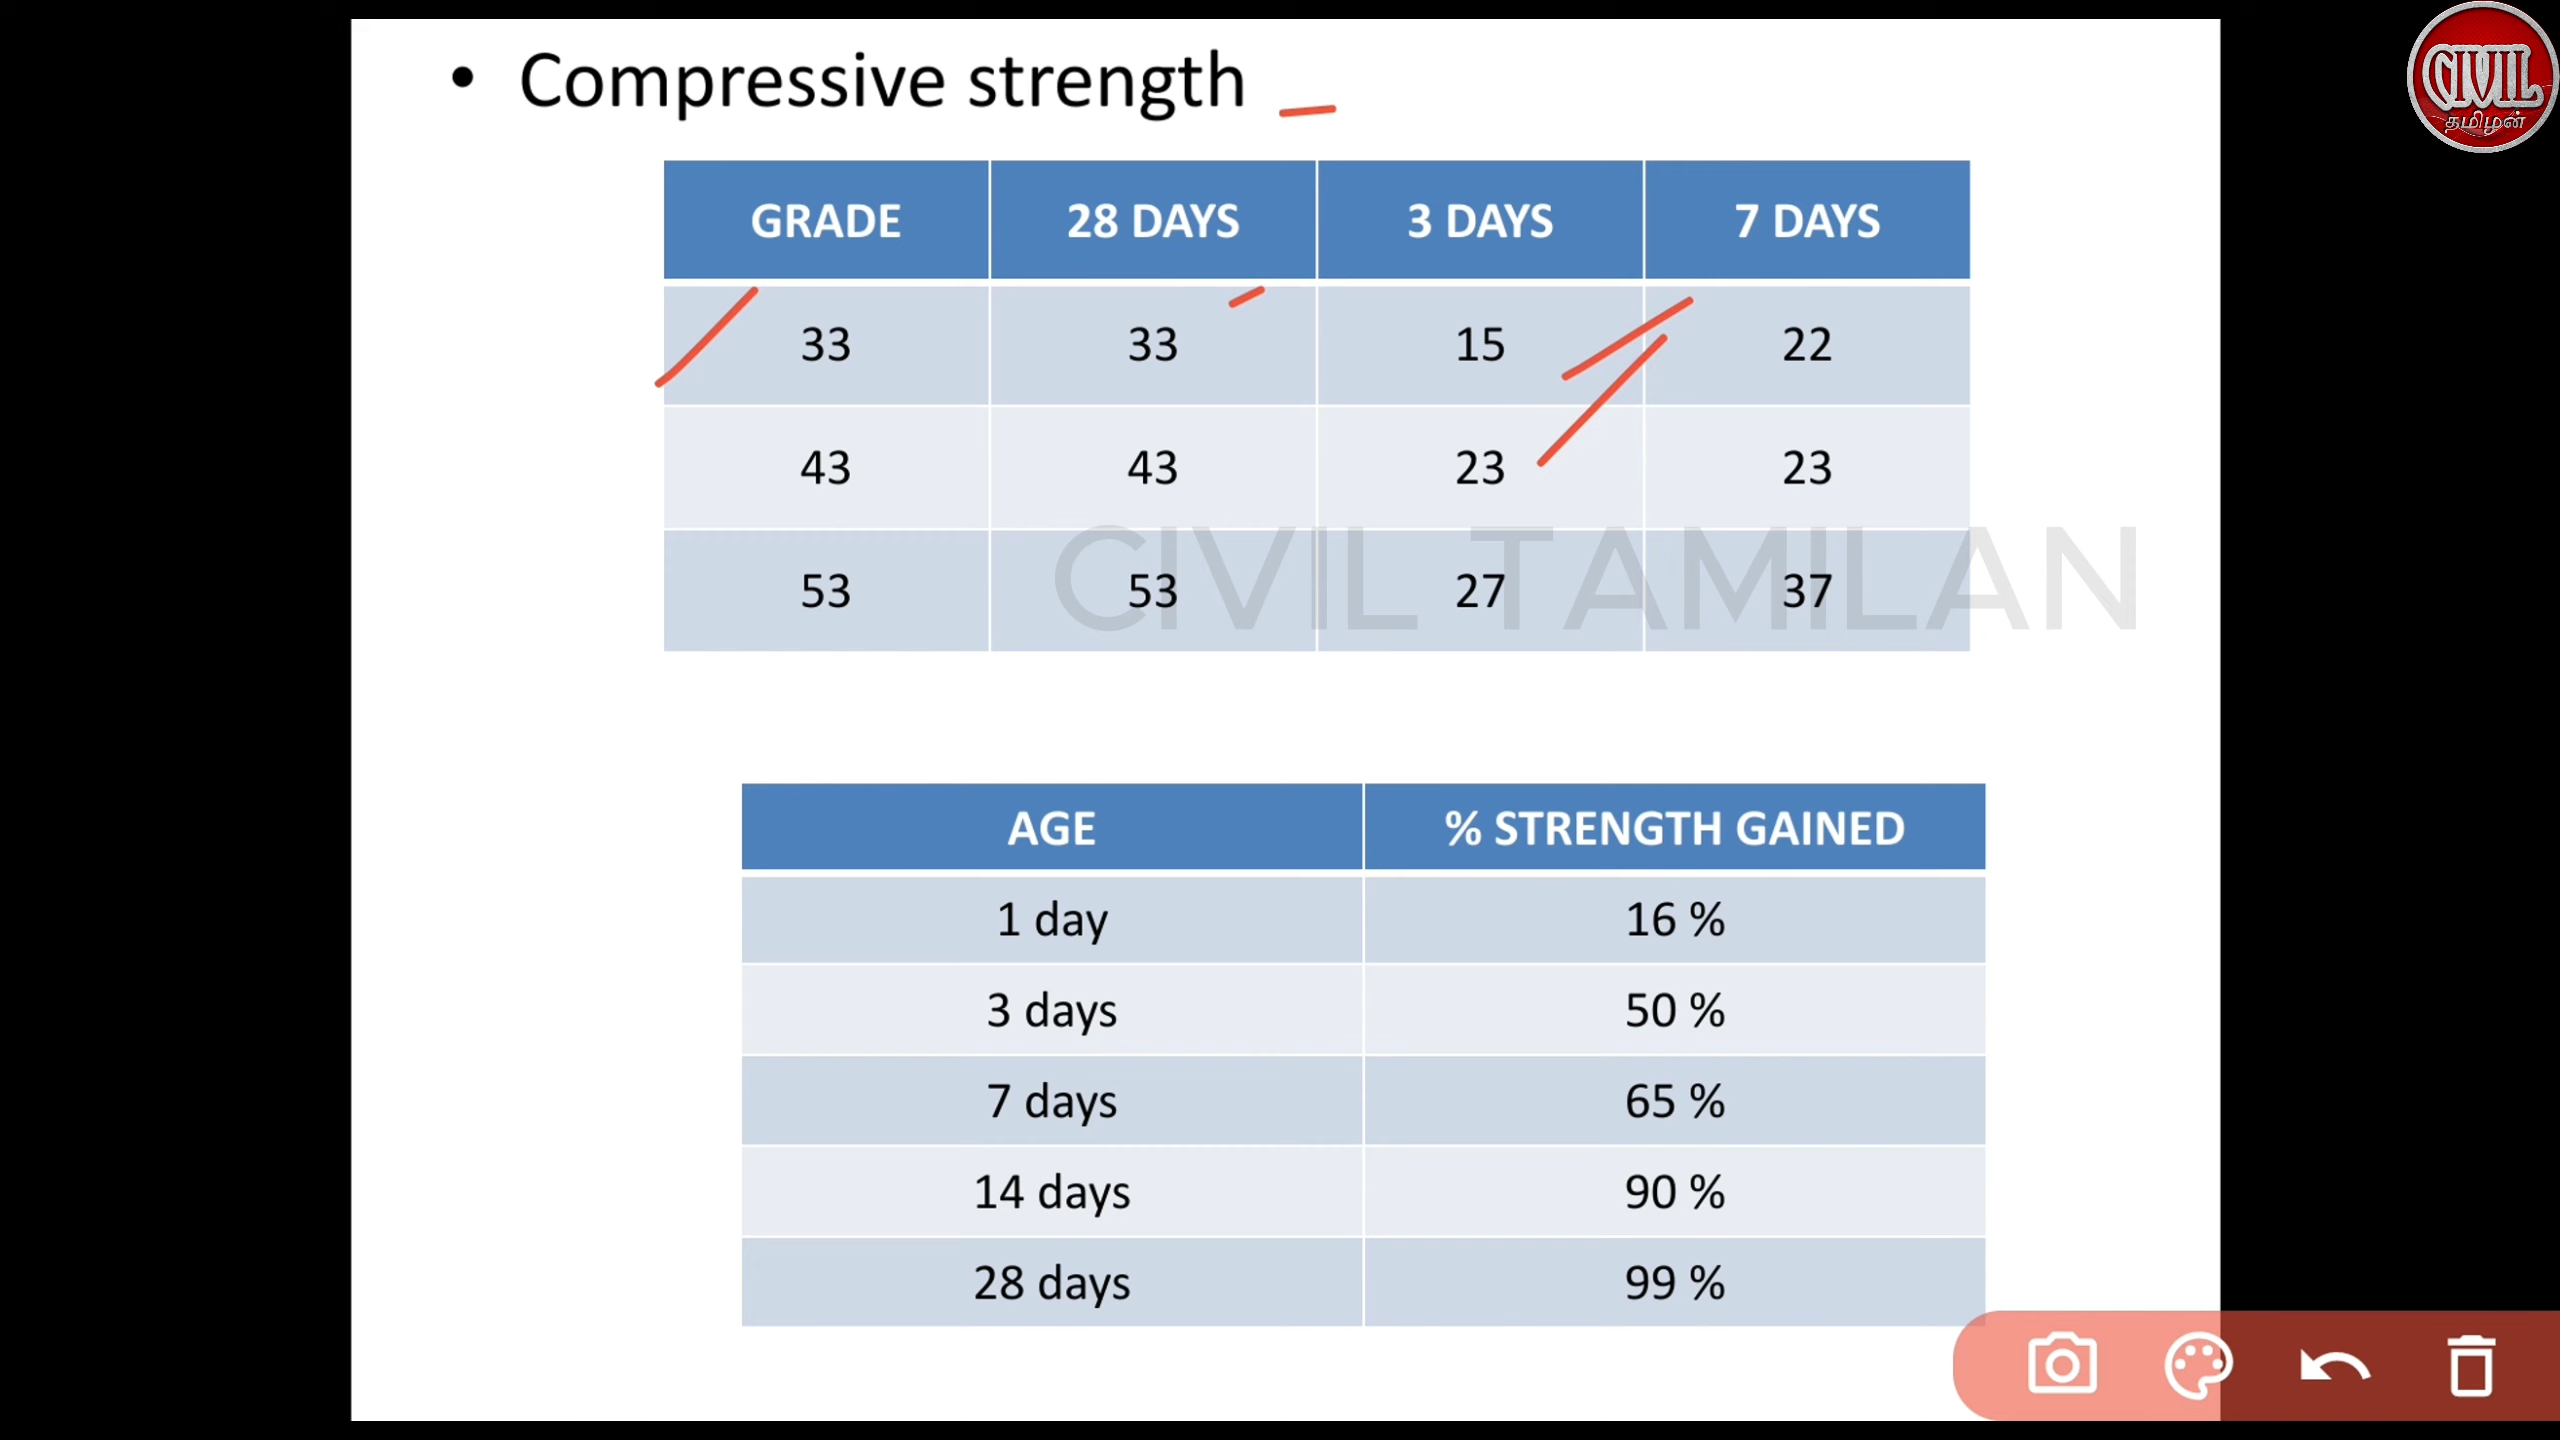 • Compressive strength
GRADE 28 DAYS 3 DAYS 7 DAYS
33 33 15 22
43 43 23 23
53 53 27 37
CIVIL TAMILAN
AGE % STRENGTH GAINED
1 day 16 %
3 days 50 %
7 days 65 %
14 days 90 %
28 days 99 %
CIVIL
தமிழன்